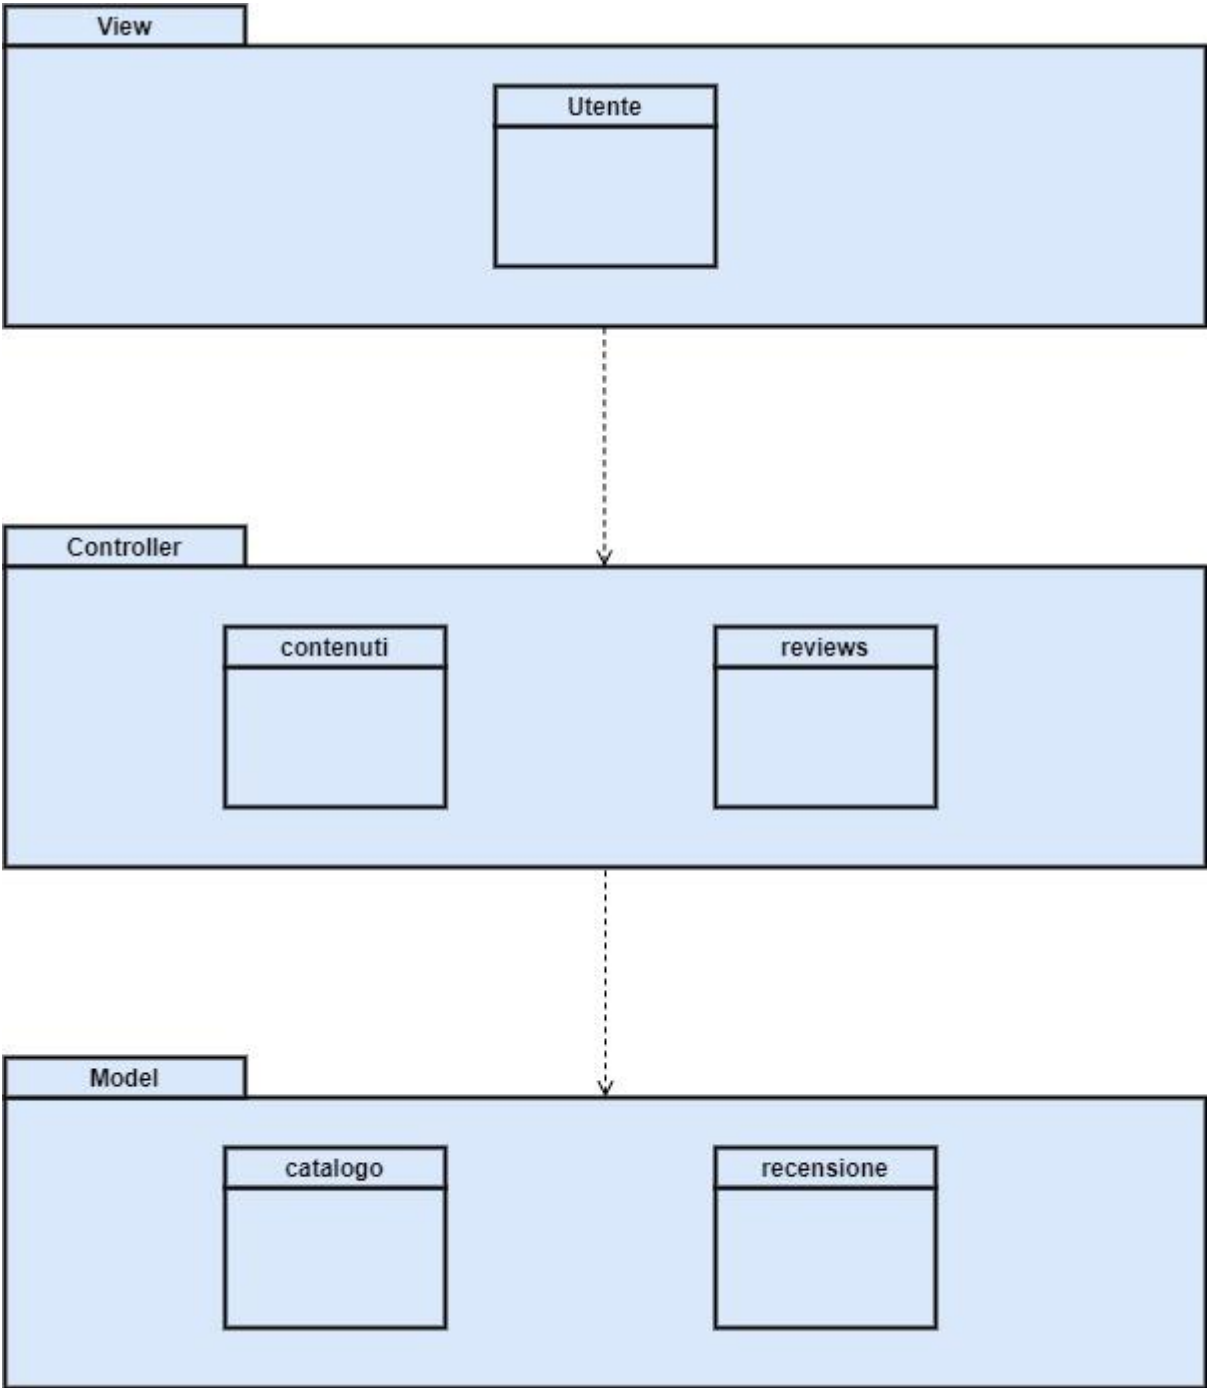 View
Utente
Controller
contenuti
reviews
Model
catalogo
recensione